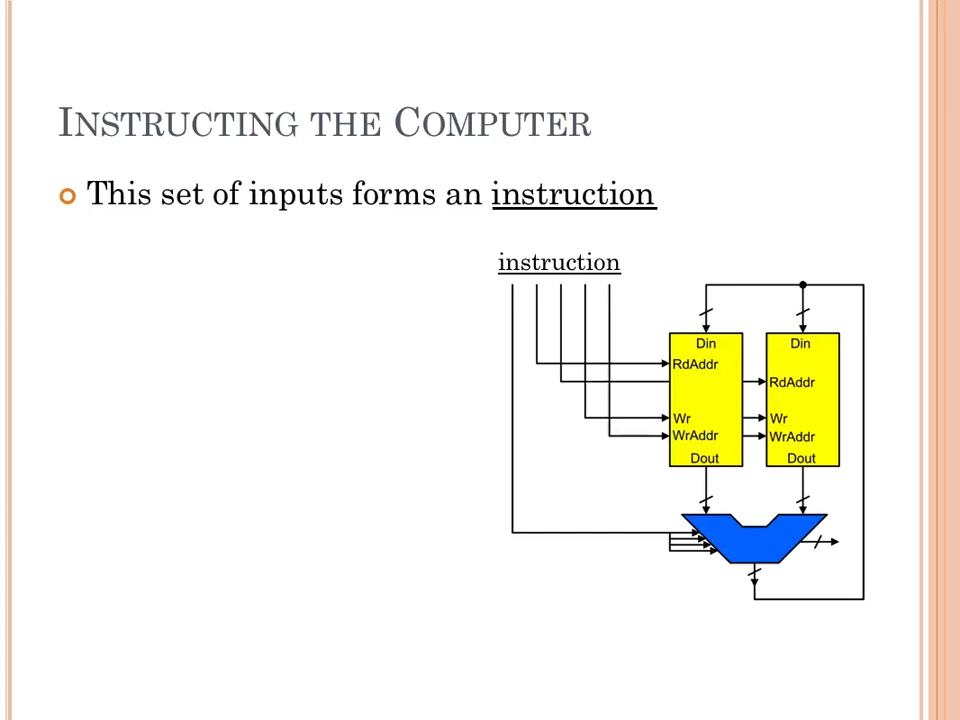 INSTRUCTING THE COMPUTER
This set of inputs forms an instruction
instruction
Din Din
RdAddr
RdAddr
Wr Wr
WrAddr WrAddr
Dout Dout